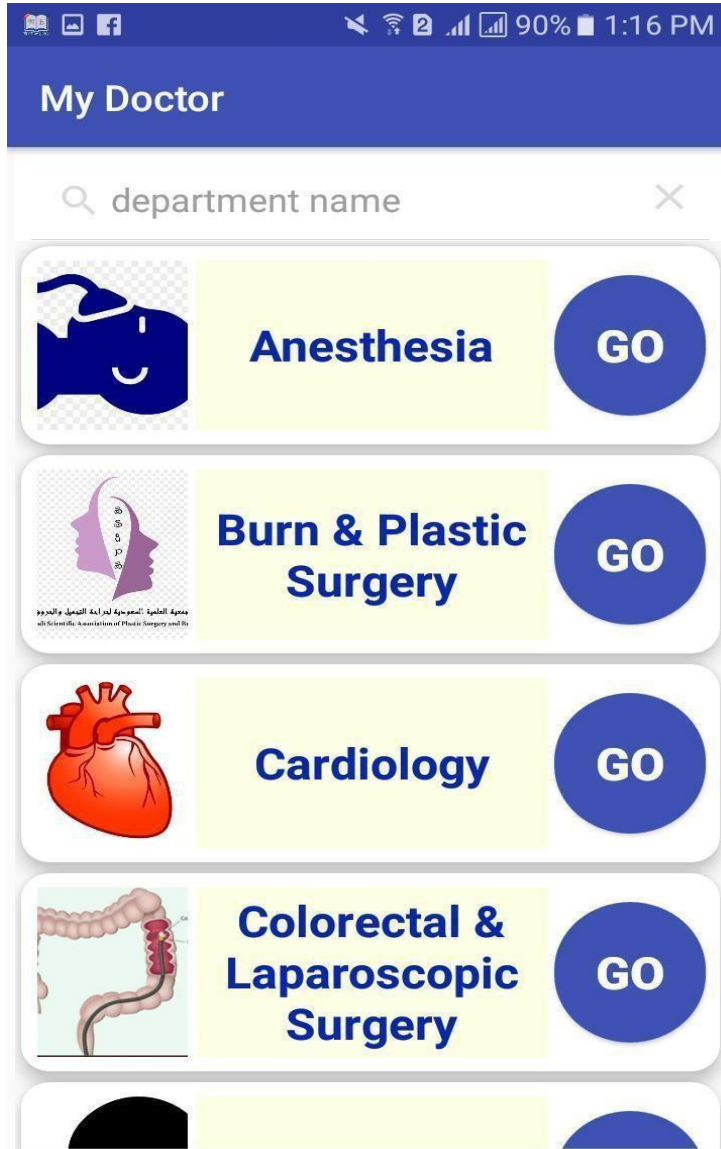 2 90% 1:16 PM
My Doctor
department name
Anesthesia
GO
Burn & Plastic
Surgery
GO
Cardiology
GO
Colorectal &
Laparoscopic
Surgery
GO